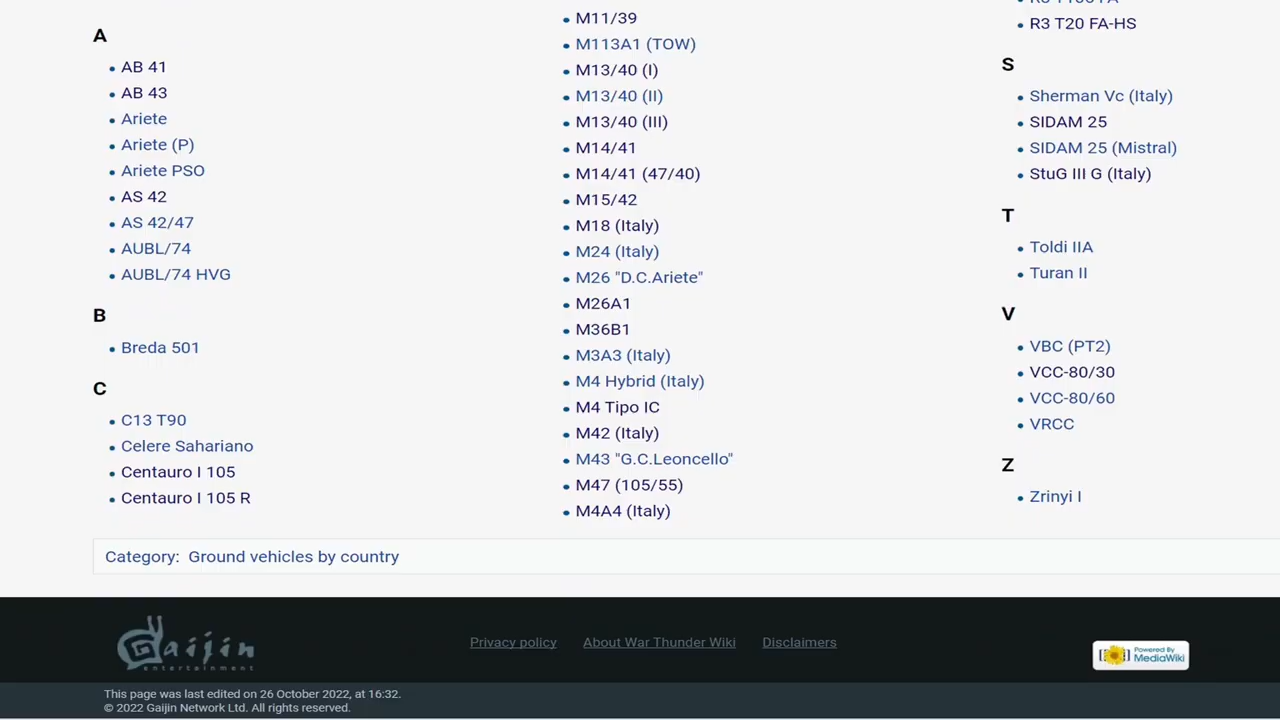 A
AB 41
AB 43
Ariete
Ariete (P)
Ariete PSO
AS 42
AS 42/47
AUBL/74
AUBL/74 HVG
B
Breda 501
C
C13 T90
Celere Sahariano
Centauro I 105
Centauro I 105 R
M11/39
M113A1 (TOW)
M13/40 (I)
M13/40 (II)
M13/40 (III)
M14/41
M14/41 (47/40)
M15/42
M18 (Italy)
M24 (Italy)
M26 "D.C.Ariete"
M26A1
M36B1
M3A3 (Italy)
M4 Hybrid (Italy)
M4 Tipo IC
M42 (Italy)
M43 "G.C.Leoncello"
M47 (105/55)
M4A4 (Italy)
R3 T20 FA-HS
S
Sherman Vc (Italy)
SIDAM 25
SIDAM 25 (Mistral)
StuG III G (Italy)
T
Toldi IIA
Turan II
V
VBC (PT2)
VCC-80/30
VCC-80/60
VRCC
Z
Zrinyi I
Category: Ground vehicles by country
Gaijin
entertainment
Privacy policy
About War Thunder Wiki
Disclaimers
Powered By
MediaWiki
This page was last edited on 26 October 2022, at 16:32.
© 2022 Gaijin Network Ltd. All rights reserved.